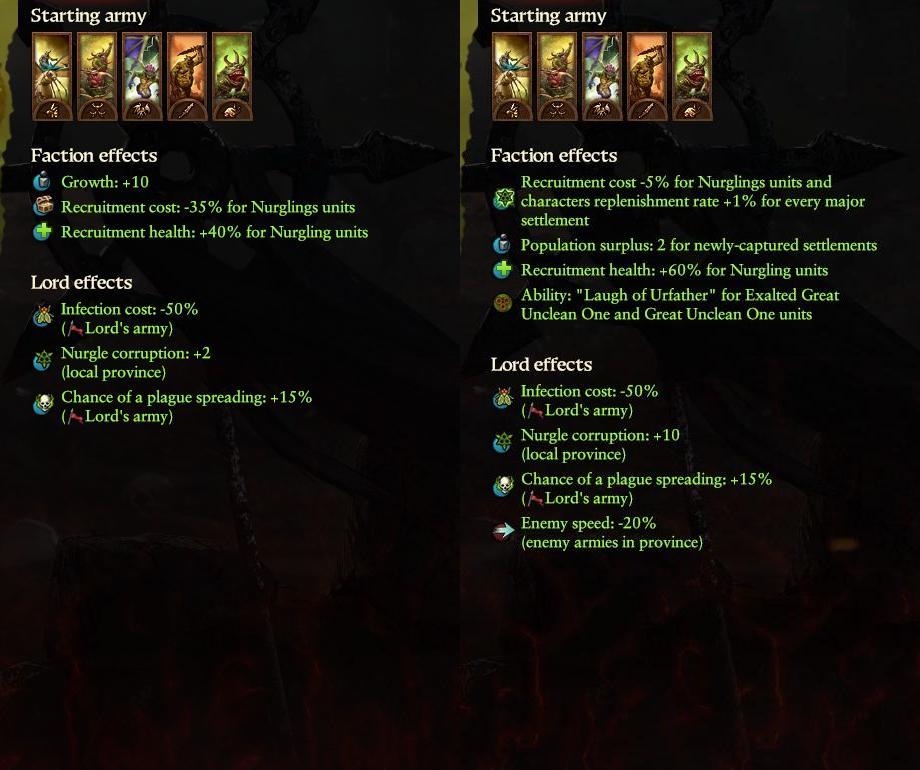 Starting army
Faction effects
Growth: +10
Recruitment cost: -35% for Nurglings units
Recruitment health: +40% for Nurgling units
Lord effects
Infection cost: -50%
(Lord's army)
Nurgle corruption: +2
(local province)
Chance of a plague spreading: +15%
(Lord's army)
Starting army
Faction effects
Recruitment cost -5% for Nurglings units and
characters replenishment rate +1% for every major
settlement
Population surplus: 2 for newly-captured settlements
Recruitment health: +60% for Nurgling units
Ability: "Laugh of Urfather" for Exalted Great
Unclean One and Great Unclean One units
Lord effects
Infection cost: -50%
(Lord's army)
Nurgle corruption: +10
(local province)
Chance of a plague spreading: +15%
(Lord's army)
Enemy speed: -20%
(enemy armies in province)